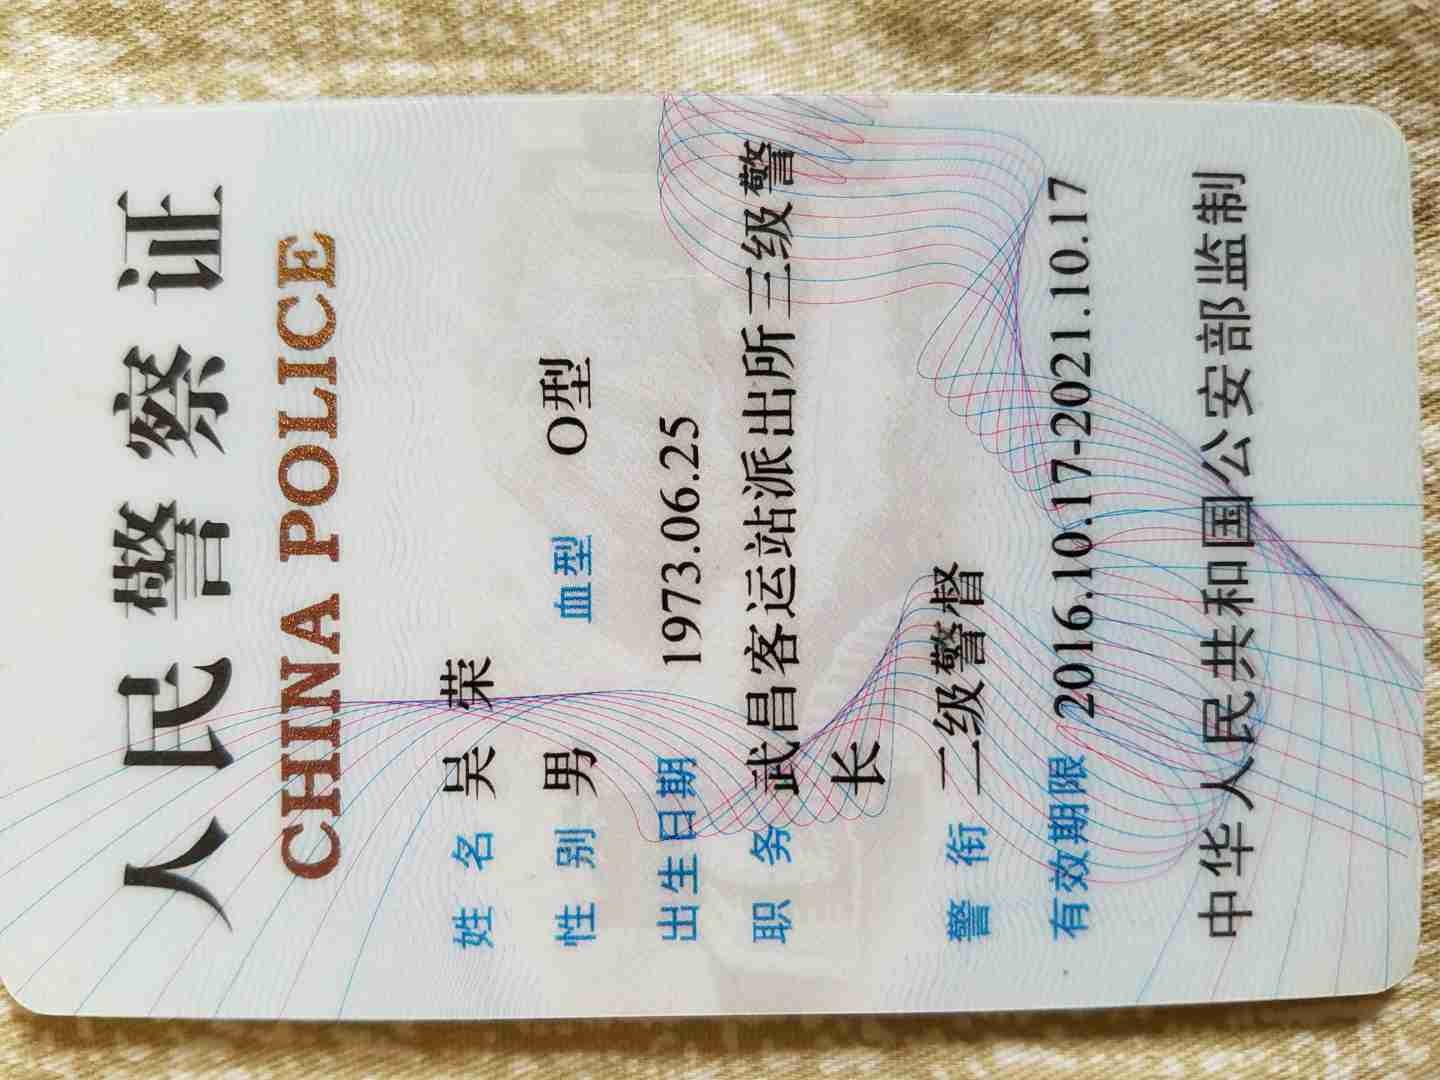 人民警察证
CHINA POLICE
姓 名 吴 荣
性 别 男 血型 O型
出生日期 1973.06.25
职 务 武昌客运站派出所三级警
长
警 衔 二级警督
有效期限 2016.10.17-2021.10.17
中华人民共和国公安部监制